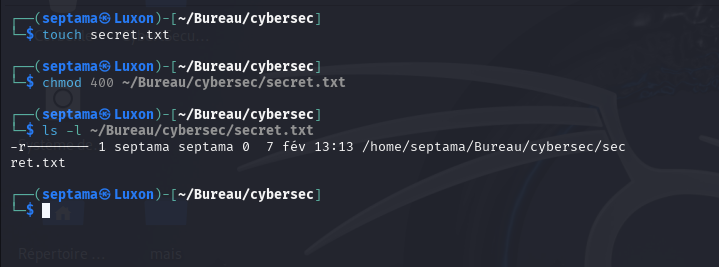 ┌──(septama㉿Luxon)-[~/Bureau/cybersec]
└─$ touch secret.txt
┌──(septama㉿Luxon)-[~/Bureau/cybersec]
└─$ chmod 400 ~/Bureau/cybersec/secret.txt
┌──(septama㉿Luxon)-[~/Bureau/cybersec]
└─$ ls -l ~/Bureau/cybersec/secret.txt
-r-------- 1 septama septama 0  7 fév 13:13 /home/septama/Bureau/cybersec/sec
ret.txt
┌──(septama㉿Luxon)-[~/Bureau/cybersec]
└─$
Répertoire ... mais